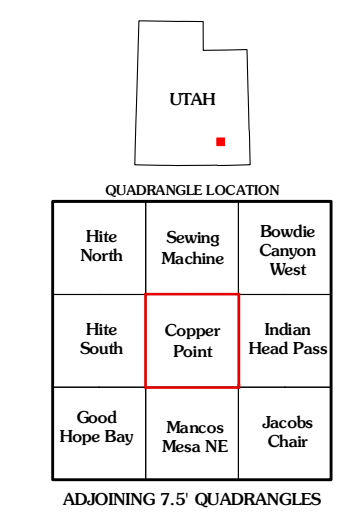 UTAH
QUADRANGLE LOCATION
Hite
North
Sewing
Machine
Bowdie
Canyon
West
Hite
South
Copper
Point
Indian
Head Pass
Good
Hope Bay
Mancos
Mesa NE
Jacobs
Chair
ADJOINING 7.5' QUADRANGLES